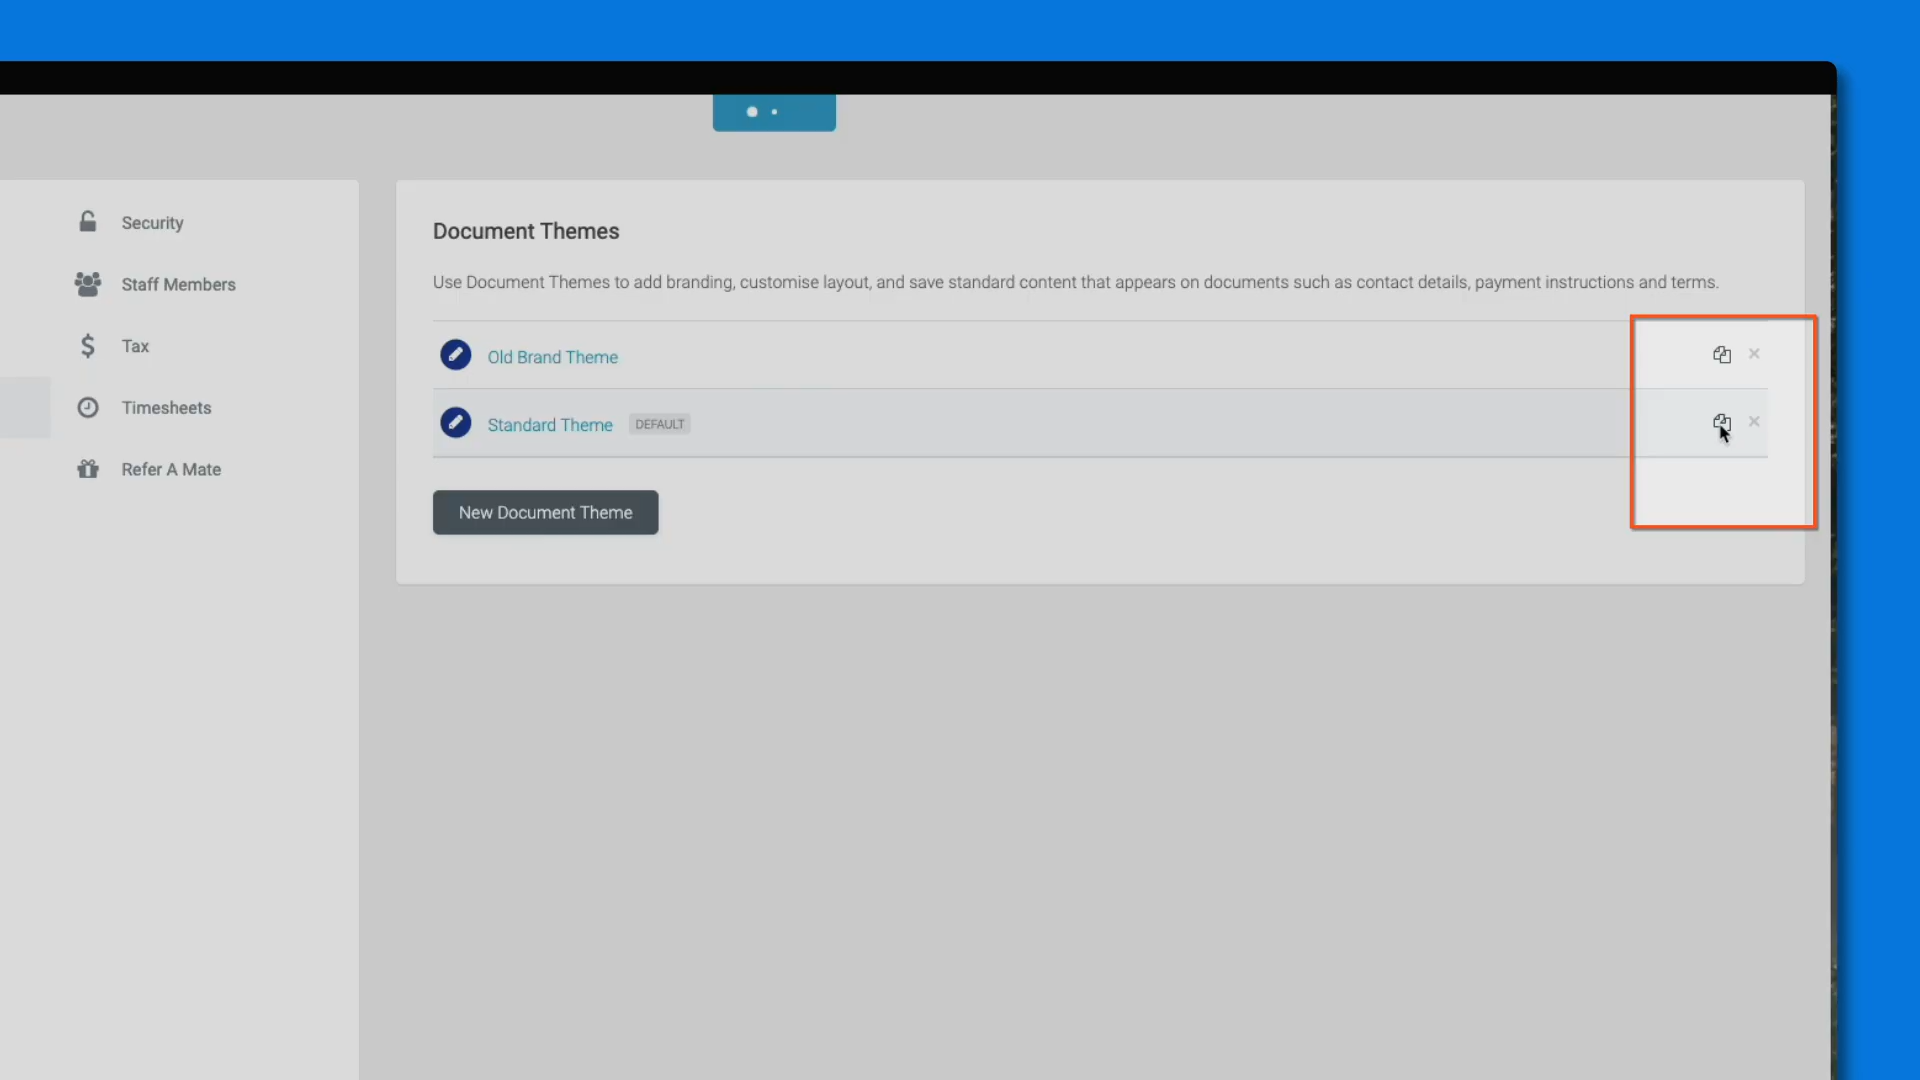 Security
Staff Members
Tax
Timesheets
Refer A Mate
Document Themes
Use Document Themes to add branding, customise layout, and save standard content that appears on documents such as contact details, payment instructions and terms.
Old Brand Theme
Standard Theme DEFAULT
New Document Theme